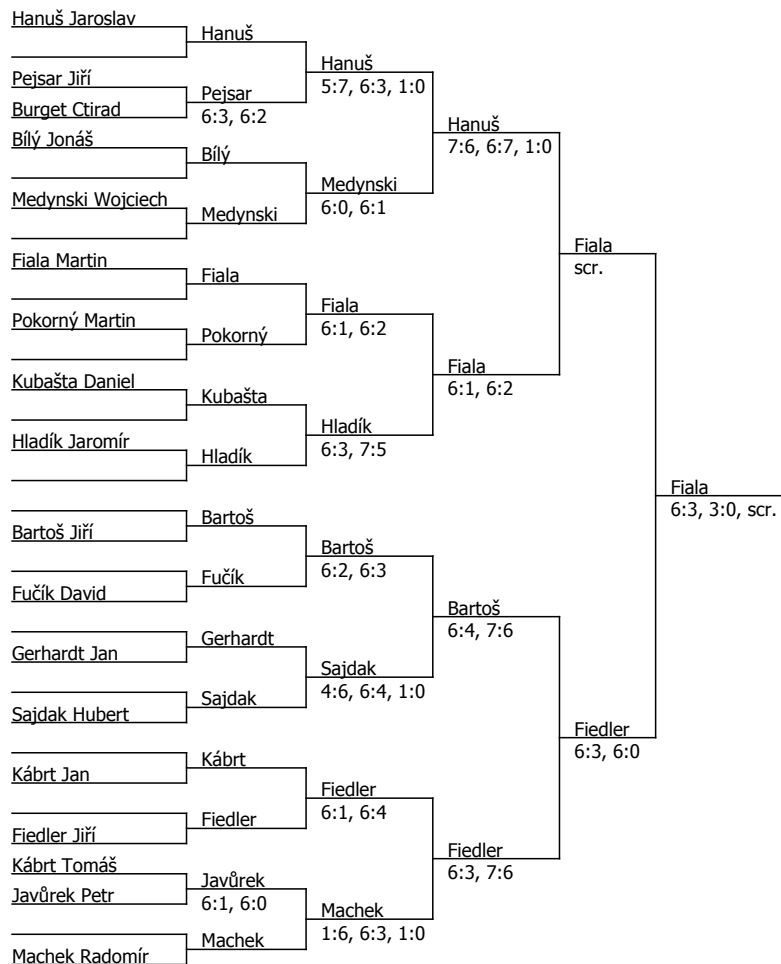 Hanuš Jaroslav
Hanuš
Hanuš
5:7, 6:3, 1:0
Pejsar Jiří
Pejsar
6:3, 6:2
Burget Ctirad
Hanuš
7:6, 6:7, 1:0
Bílý Jonáš
Bílý
Medynski
6:0, 6:1
Medynski Wojciech
Medynski
Fiala
scr.
Fiala Martin
Fiala
Fiala
6:1, 6:2
Pokorný Martin
Pokorný
Fiala
6:1, 6:2
Kubašta Daniel
Kubašta
Hladík
6:3, 7:5
Hladík Jaromír
Hladík
Fiala
6:3, 3:0, scr.
Bartoš Jiří
Bartoš
Bartoš
6:2, 6:3
Fučík David
Fučík
Bartoš
6:4, 7:6
Gerhardt Jan
Gerhardt
Sajdak
4:6, 6:4, 1:0
Sajdak Hubert
Sajdak
Fiedler
6:3, 6:0
Kábrt Jan
Kábrt
Fiedler
6:1, 6:4
Fiedler Jiří
Fiedler
Fiedler
6:3, 7:6
Kábrt Tomáš
Javůrek
6:1, 6:0
Javůrek Petr
Machek
1:6, 6:3, 1:0
Machek Radomír
Machek